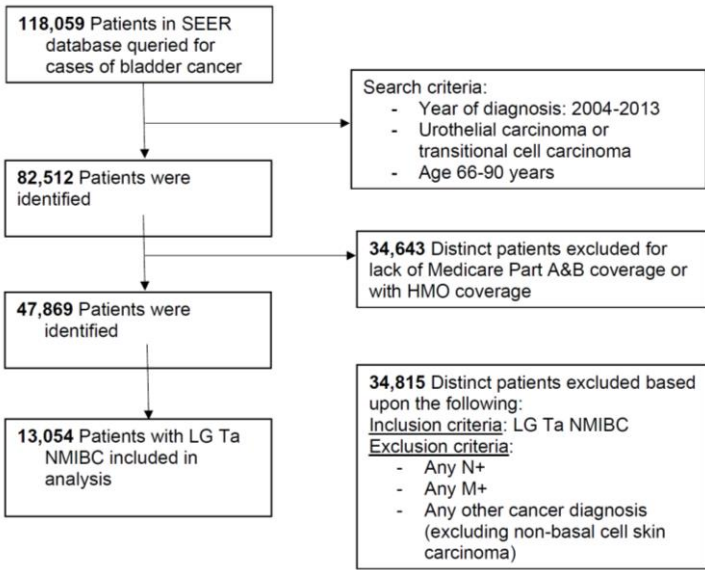 118,059 Patients in SEER
database queried for
cases of bladder cancer
Search criteria:
- Year of diagnosis: 2004-2013
- Urothelial carcinoma or
transitional cell carcinoma
- Age 66-90 years
82,512 Patients were
identified
34,643 Distinct patients excluded for
lack of Medicare Part A&B coverage or
with HMO coverage
47,869 Patients were
identified
34,815 Distinct patients excluded based
upon the following:
Inclusion criteria: LG Ta NMIBC
Exclusion criteria:
- Any N+
- Any M+
- Any other cancer diagnosis
(excluding non-basal cell skin
carcinoma)
13,054 Patients with LG Ta
NMIBC included in
analysis